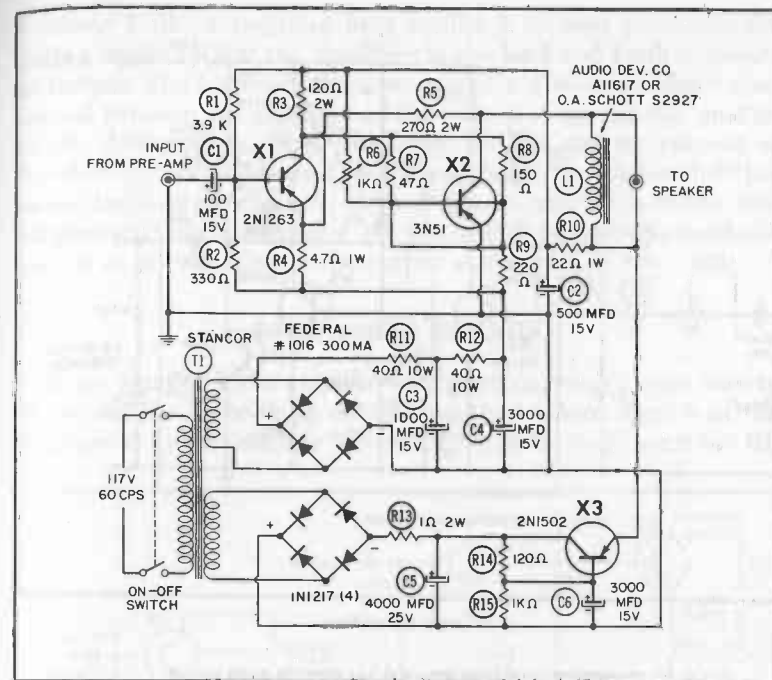 AUDIO DEV. CO.
A11617 OR
O.A. SCHOTT S2927
R1
3.9 K
120Ω
R3
2W
R5
270Ω 2W
INPUT
FROM PRE-AMP
C1
X1
R6
1KΩ
R7
47Ω
X2
R8
150
Ω
L1
TO
SPEAKER
100
MFD
15V
2N1263
3N51
R10
22Ω 1W
R2
330Ω
R4
4.7Ω 1W
R9
220
Ω
C2
500 MFD
15V
STANCOR
T1
FEDERAL
#1016 300MA
R11
40Ω 10W
R12
40Ω
10W
+
-
C3
1000
MFD
15V
C4
3000
MFD
15V
117V
60 CPS
ON-OFF
SWITCH
+
-
1N1217 (4)
R13
1Ω 2W
C5
4000 MFD
25V
2N1502
X3
R14
120Ω
R15
1KΩ
C6
3000
MFD
15V